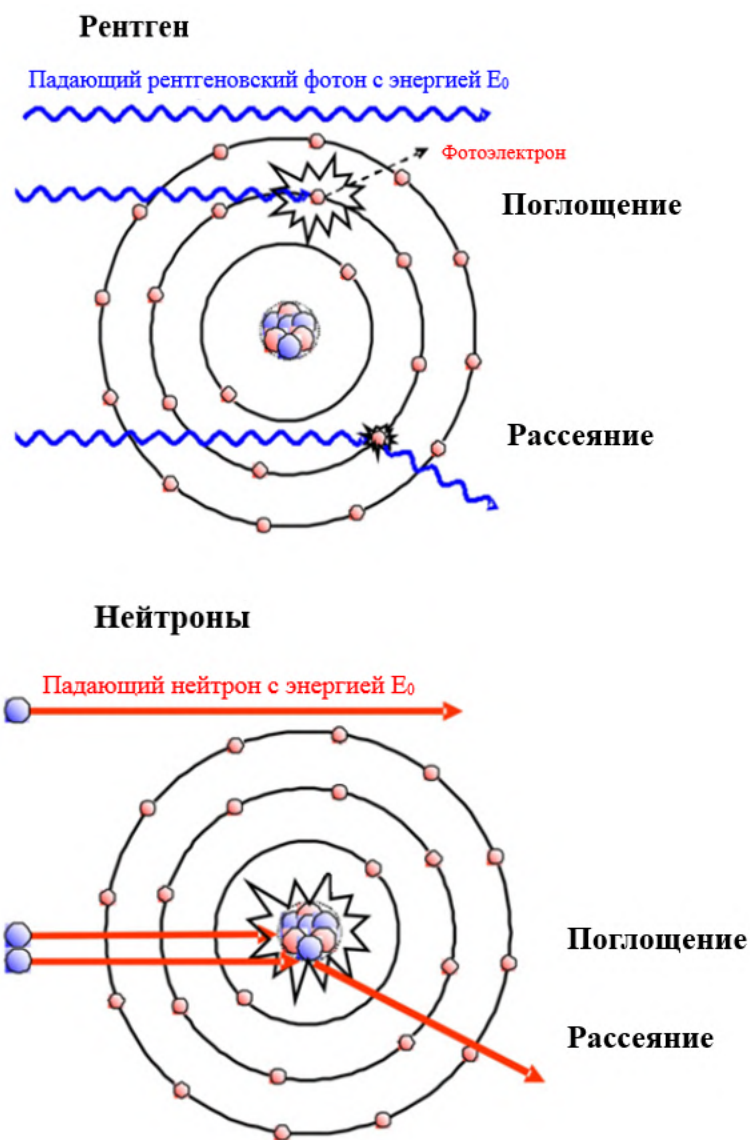 Рентген
Падающий рентгеновский фотон с энергией E₀
Фотоэлектрон
Поглощение
Рассеяние
Нейтроны
Падающий нейтрон с энергией E₀
Поглощение
Рассеяние